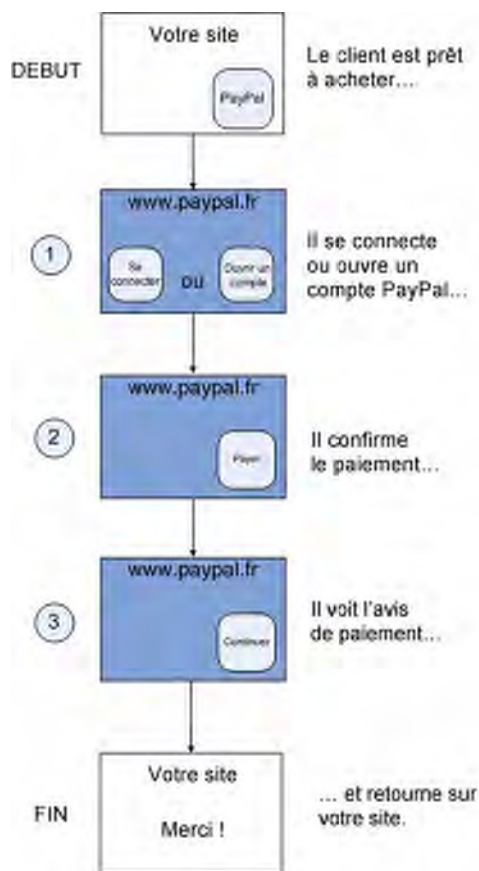 Votre site
DEBUT
PayPal
Le client est prêt
à acheter…
www.paypal.fr
1
Se
connecter
OU
Ouvrir un
compte
Il se connecte
ou ouvre un
compte PayPal…
www.paypal.fr
2
Payer
Il confirme
le paiement…
www.paypal.fr
3
Continuer
Il voit l'avis
de paiement…
Votre site
FIN
Merci !
… et retourne sur
votre site.